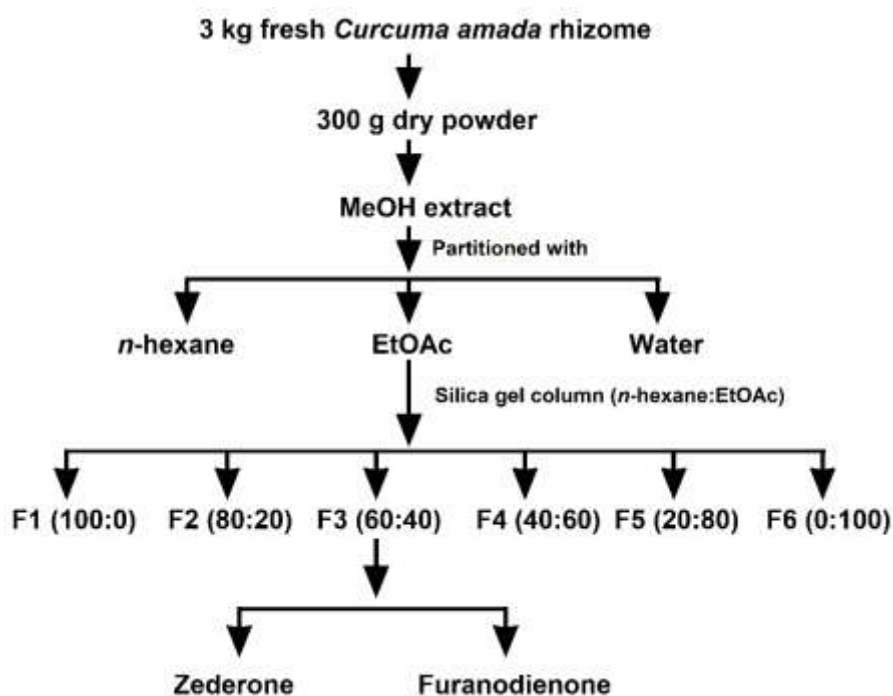 3 kg fresh Curcuma amada rhizome
300 g dry powder
MeOH extract
Partitioned with
n-hexane EtOAc Water
Silica gel column (n-hexane:EtOAc)
F1 (100:0) F2 (80:20) F3 (60:40) F4 (40:60) F5 (20:80) F6 (0:100)
Zederone Furanodienone